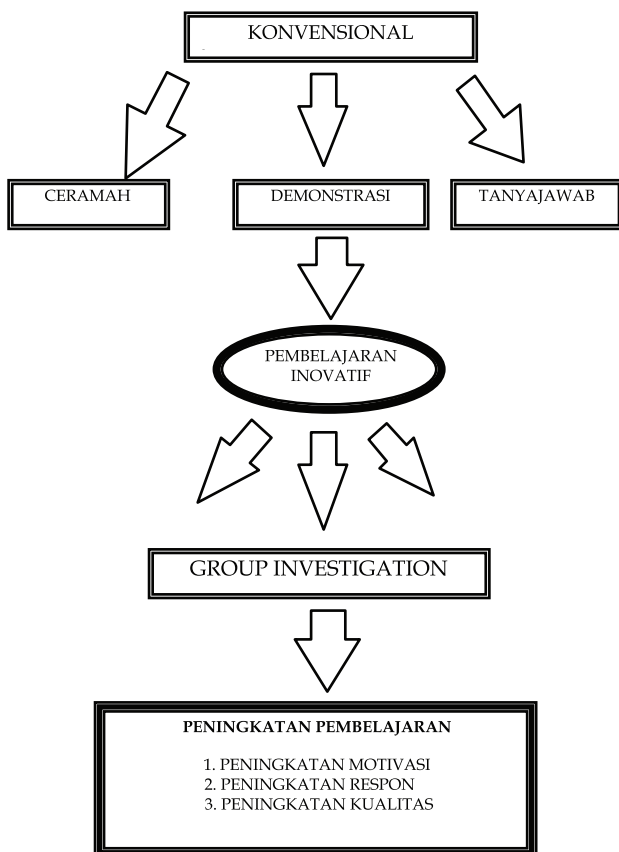 KONVENSIONAL
CERAMAH
DEMONSTRASI
TANYAJAWAB
PEMBELAJARAN
INOVATIF
GROUP INVESTIGATION
PENINGKATAN PEMBELAJARAN
1. PENINGKATAN MOTIVASI
2. PENINGKATAN RESPON
3. PENINGKATAN KUALITAS